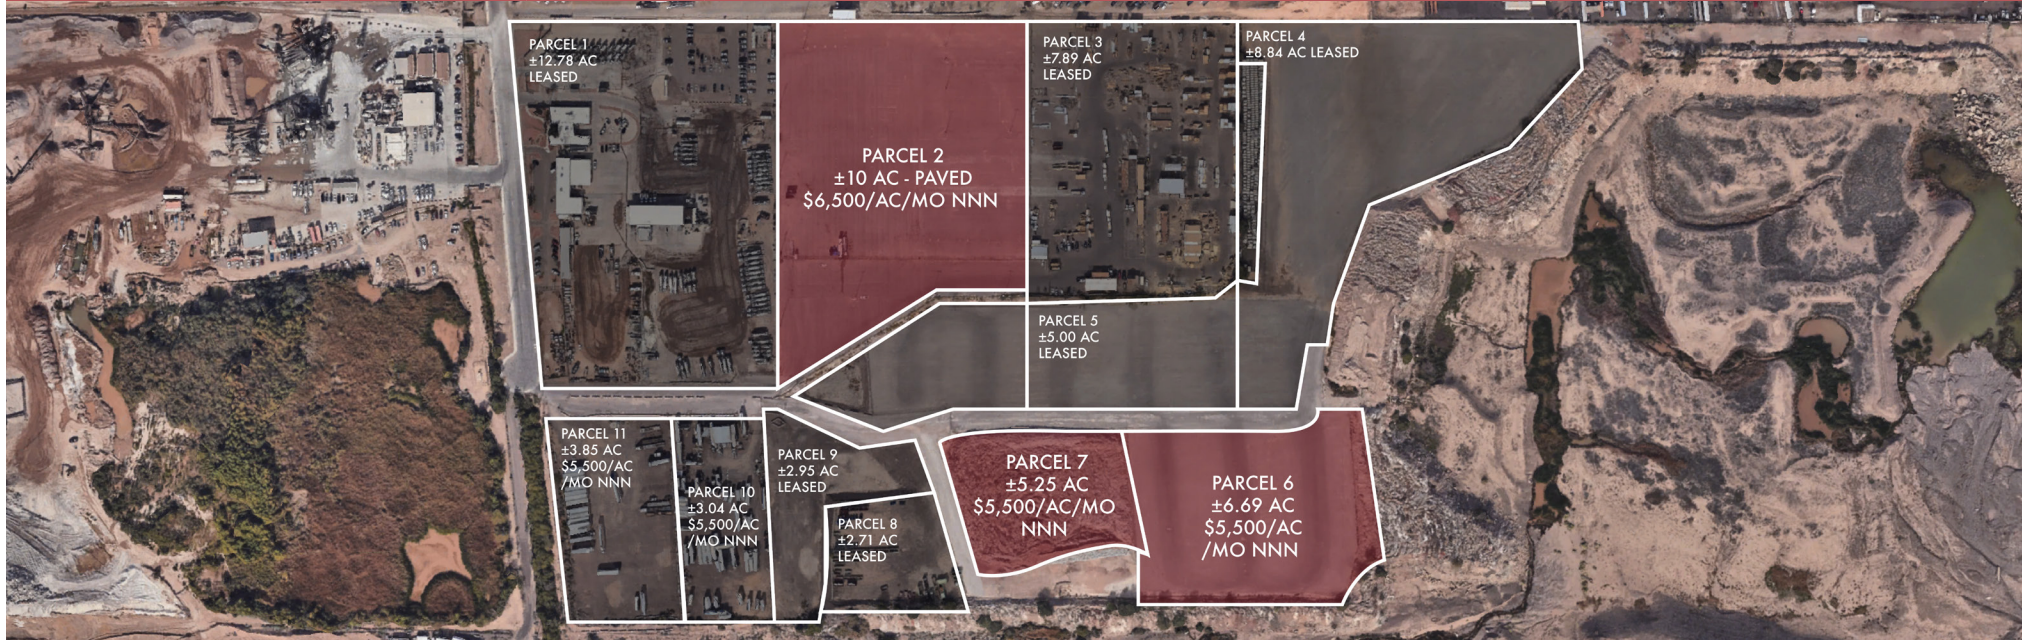 PARCEL 1
±12.78 AC
LEASED
PARCEL 2
±10 AC - PAVED
$6,500/AC/MO NNN
PARCEL 3
±7.89 AC
LEASED
PARCEL 4
±8.84 AC LEASED
PARCEL 5
±5.00 AC
LEASED
PARCEL 11
±3.85 AC
$5,500/AC
/MO NNN
PARCEL 10
±3.04 AC
$5,500/AC
/MO NNN
PARCEL 9
±2.95 AC
LEASED
PARCEL 8
±2.71 AC
LEASED
PARCEL 7
±5.25 AC
$5,500/AC/MO
NNN
PARCEL 6
±6.69 AC
$5,500/AC
/MO NNN